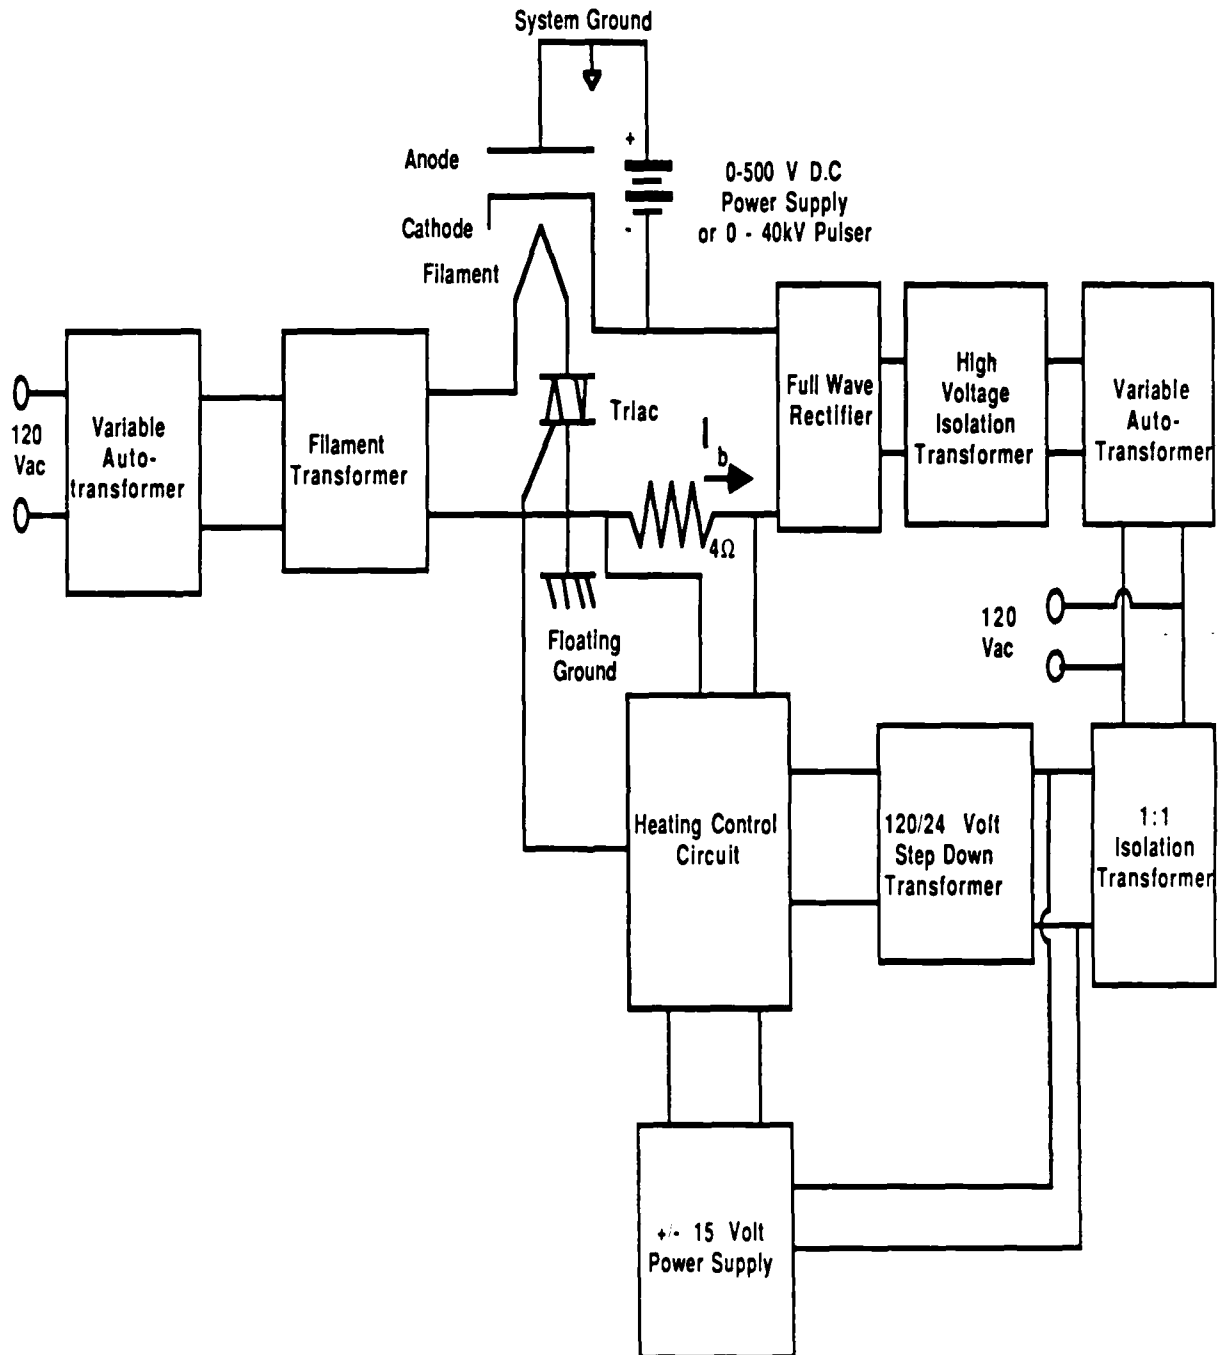 System Ground
Anode
+
0-500 V D.C
Power Supply
or 0 - 40kV Pulser
Cathode
-
Filament
120
Vac
Variable
Auto-
transformer
Filament
Transformer
Triac
I
b
4Ω
Full Wave
Rectifier
High
Voltage
Isolation
Transformer
Variable
Auto-
Transformer
Floating
Ground
120
Vac
Heating Control
Circuit
120/24 Volt
Step Down
Transformer
1:1
Isolation
Transformer
+/- 15 Volt
Power Supply